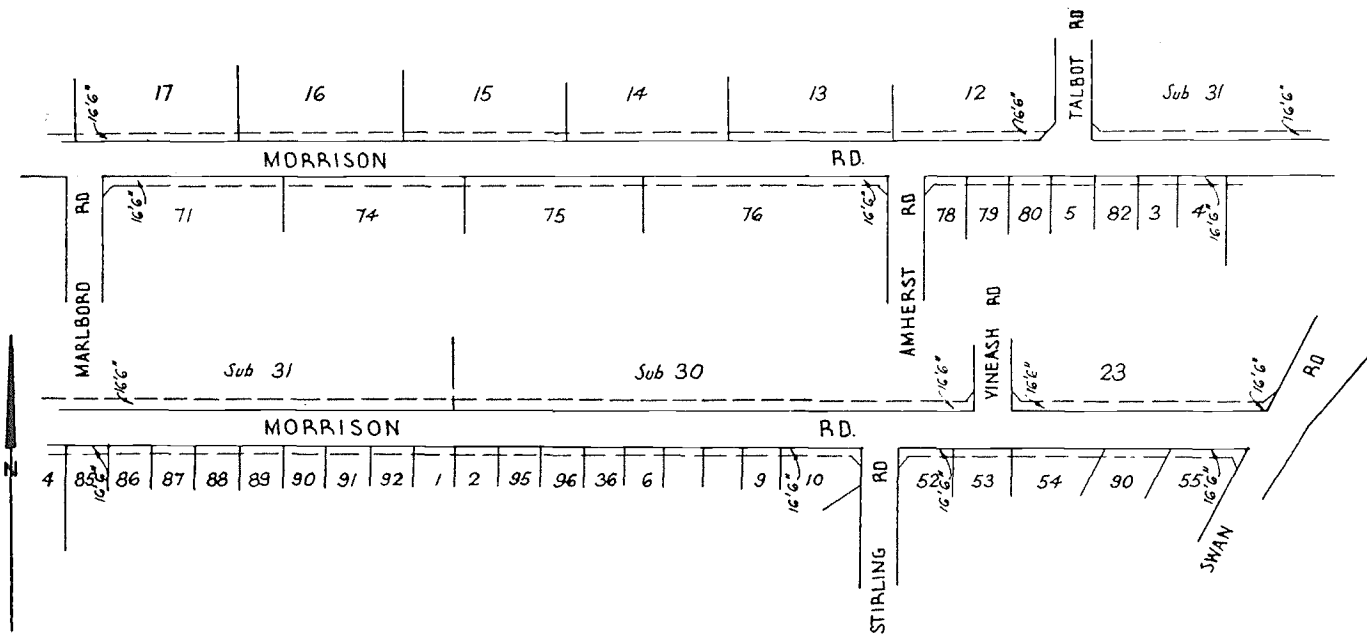 TALBOT RD
17 16 15 14 13 12 Sub 31
16'6" 16'6" 16'6"
MORRISON RD.
RD
16'6" 16'6" RD 16'6"
71 74 75 76 78 79 80 5 82 3 4
MARLBORO
AMHERST
VINEASH RD
Sub 31 Sub 30 23
16'6" 16'6" 16'6" 16'6"
RD
MORRISON RD.
N
4 85 86 87 88 89 90 91 92 1 2 95 96 36 6 9 10 RD 52 53 54 90 55
16'6" 16'6" 16'6" 16'6"
STIRLING
SWAN